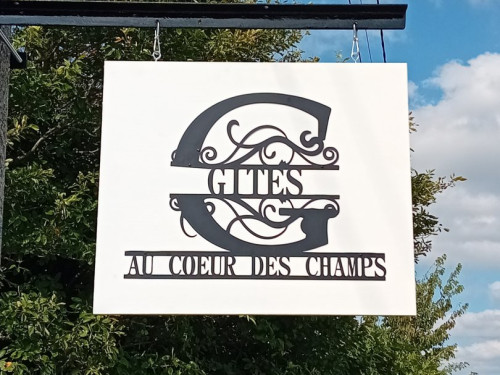 G
GITES
AU COEUR DES CHAMPS